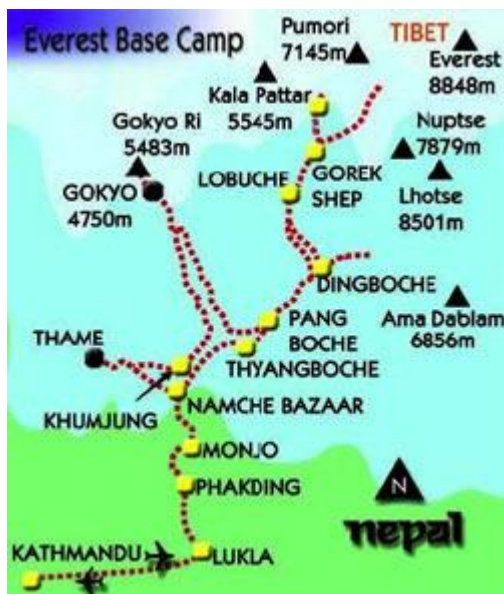 Everest Base Camp
Pumori
7145m
TIBET
Everest
8848m
Kala Pattar
5545m
Gokyo Ri
5483m
Nuptse
7879m
GOKYO
4750m
LOBUCHE
GOREK
SHEP
Lhotse
8501m
DINGBOCHE
PANG
BOCHE
Ama Dablam
6856m
THAME
THYANGBOCHE
KHUMJUNG
NAMCHE BAZAAR
MONJO
PHAKDING
N
nepal
KATHMANDU
LUKLA